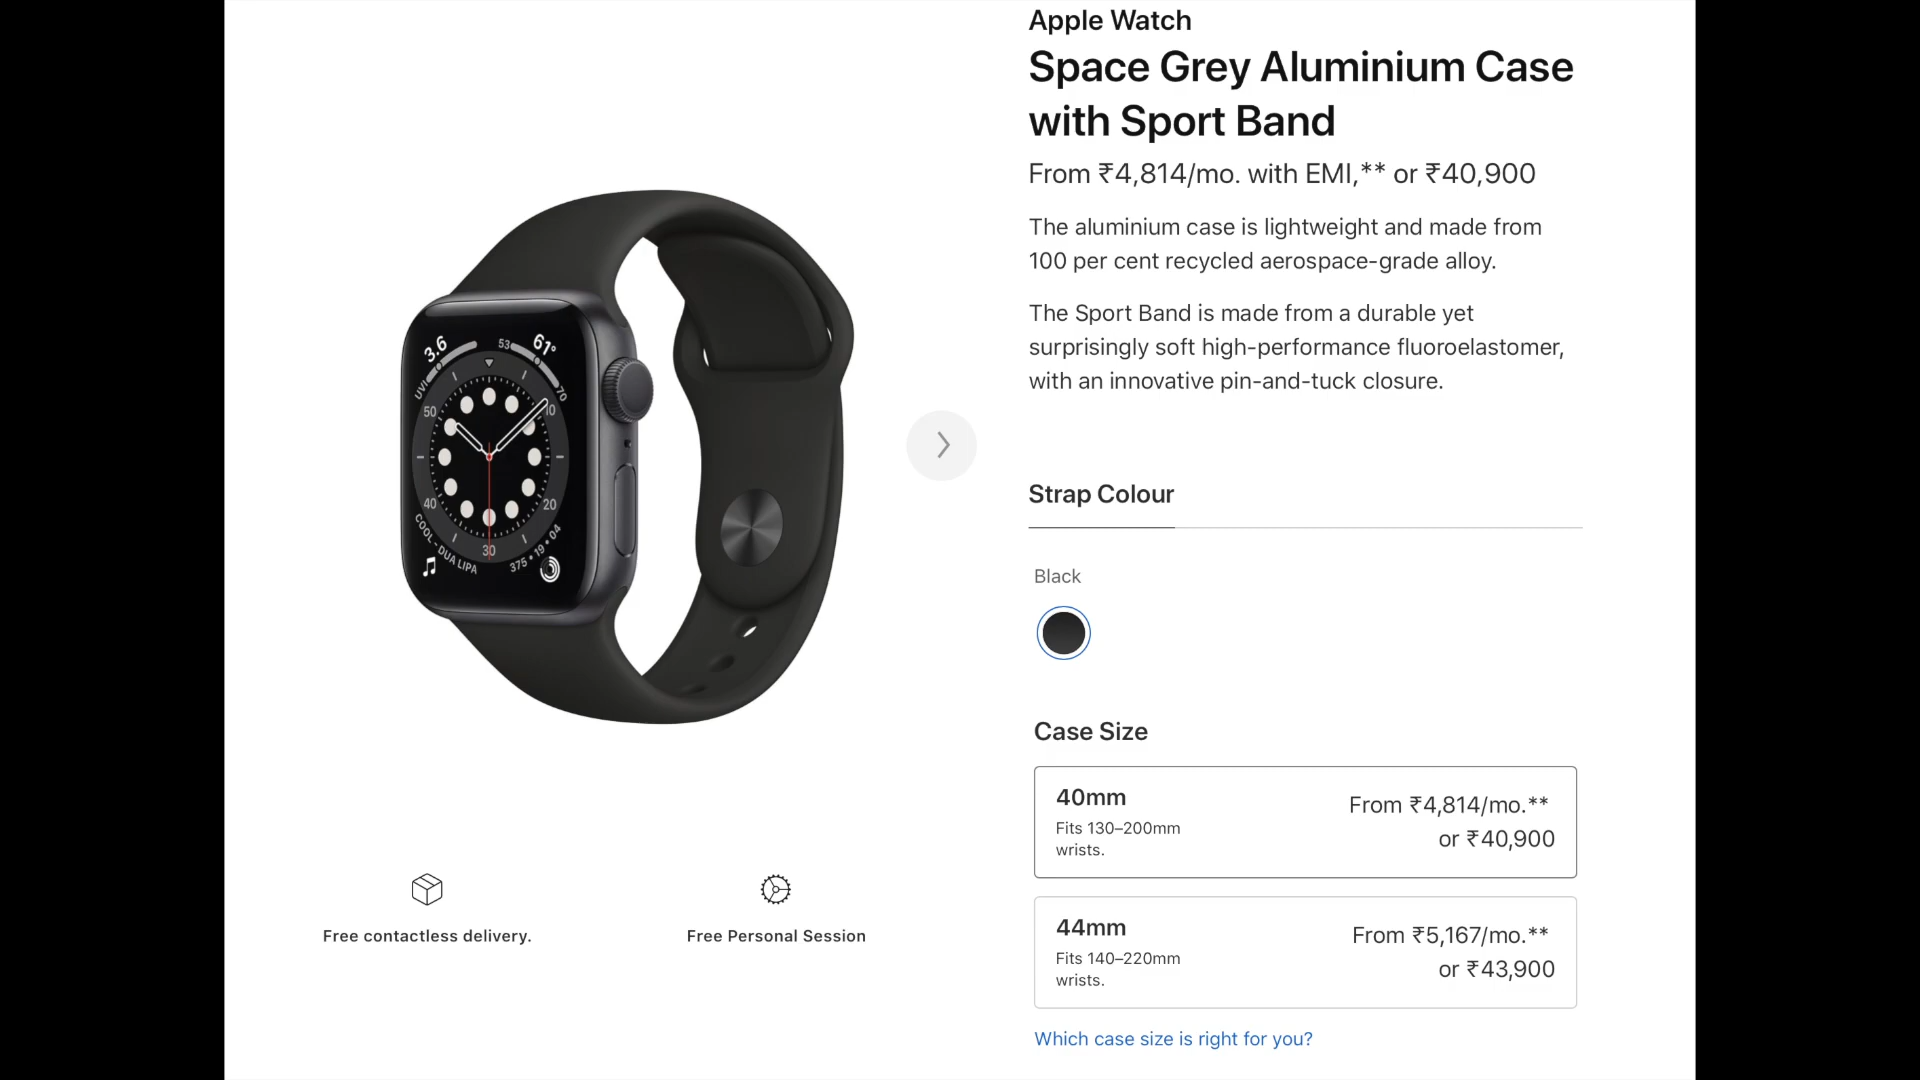 Apple Watch
Space Grey Aluminium Case
with Sport Band
From ₹4,814/mo. with EMI,** or ₹40,900
The aluminium case is lightweight and made from
100 per cent recycled aerospace-grade alloy.
The Sport Band is made from a durable yet
surprisingly soft high-performance fluoroelastomer,
with an innovative pin-and-tuck closure.
3.6
UVI
53
61°
70
50
10
40
20
30
COOL - DUA LIPA
375 • 19 • 04
Strap Colour
Black
Case Size
40mm
Fits 130–200mm
wrists.
From ₹4,814/mo.**
or ₹40,900
44mm
Fits 140–220mm
wrists.
From ₹5,167/mo.**
or ₹43,900
Which case size is right for you?
Free contactless delivery.
Free Personal Session